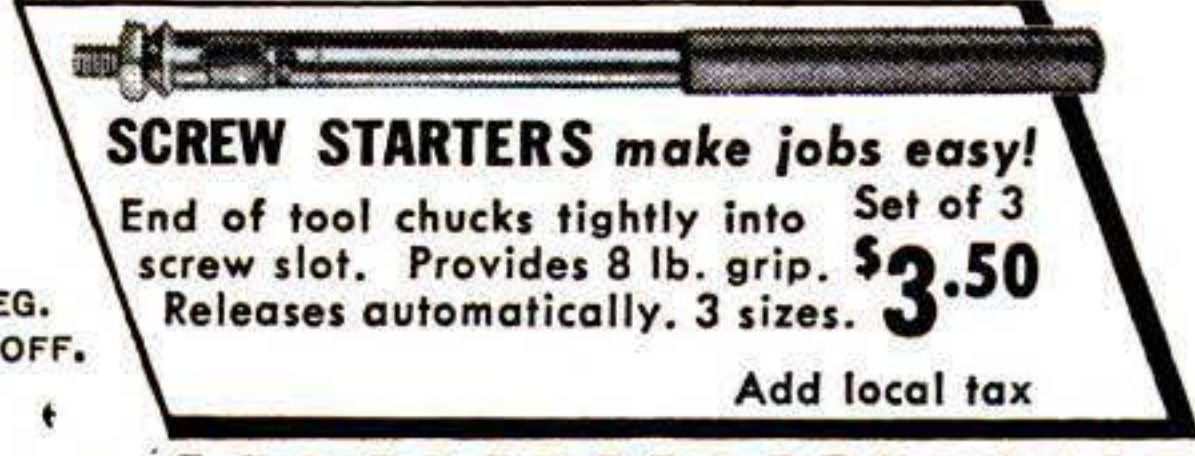 SCREW STARTERS make jobs easy!
End of tool chucks tightly into
screw slot. Provides 8 lb. grip.
Releases automatically. 3 sizes.
Set of 3
$3.50
Add local tax
EG.
OFF.